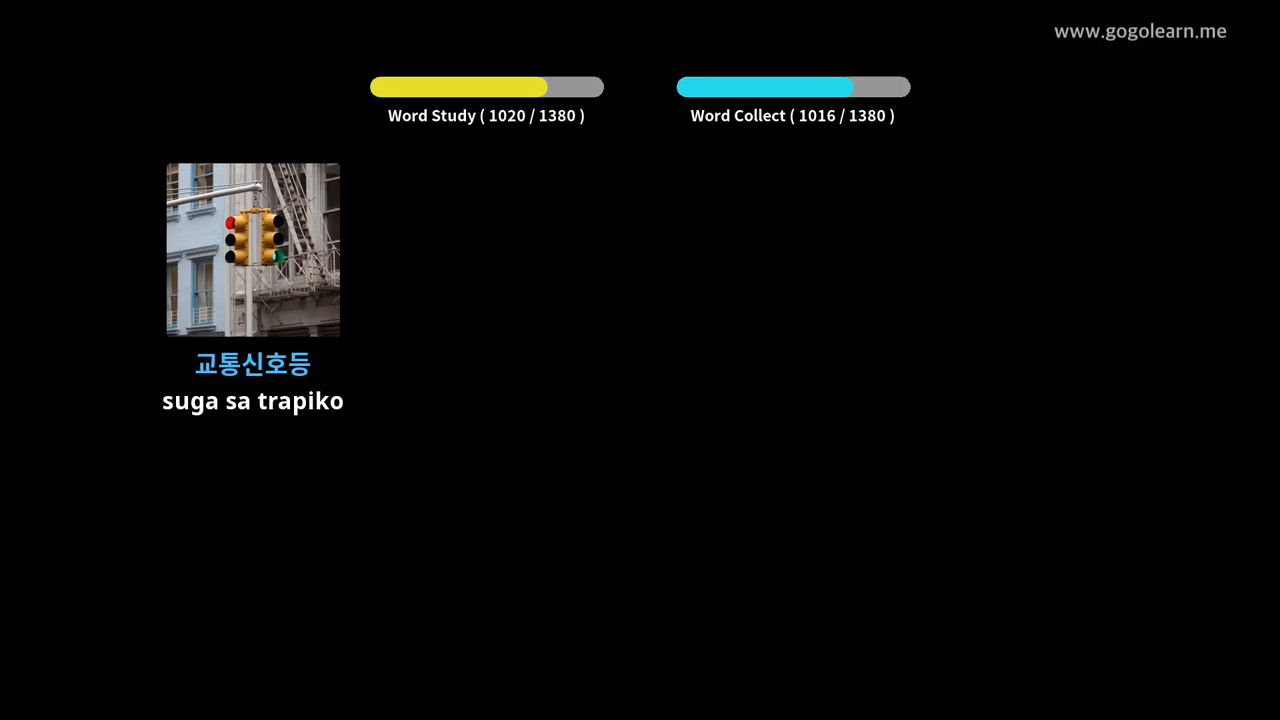 www.gogolearn.me
Word Study ( 1020 / 1380 )
Word Collect ( 1016 / 1380 )
교통신호등
suga sa trapiko